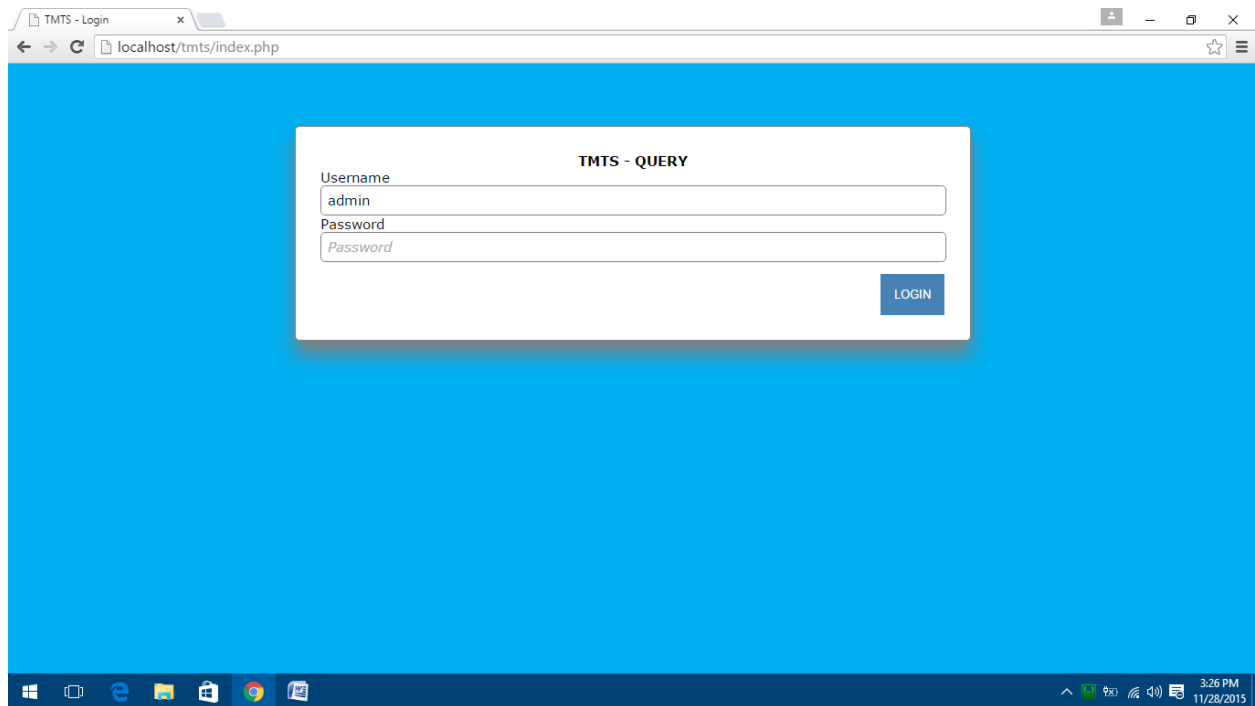 TMTS - Login
localhost/tmts/index.php
TMTS - QUERY
Username
admin
Password
Password
LOGIN
3:26 PM
11/28/2015